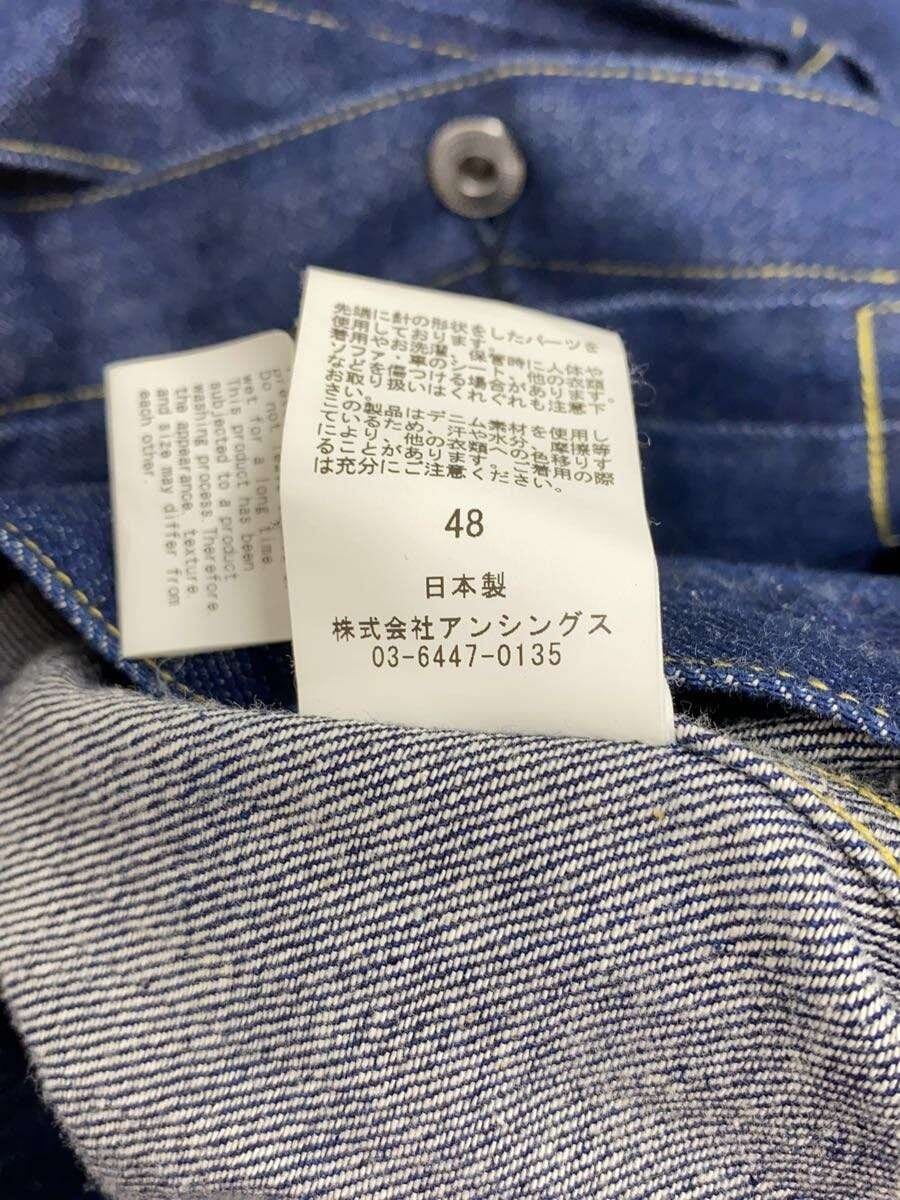 先端に針の形状をしたパーツを
使用しております。
着用やお洗濯、保管時に人体や
ソファ・車のシート、他の衣類
などを傷つける場合があります。
お取り扱いはくれぐれも注意下
さい。
この製品はデニム素材を使用し
ているため、汗や水分、摩擦等
により、他の衣類へ色移りす
ることがあります。ご着用の際
は充分にご注意ください。
48
日本製
株式会社アンシングス
03-6447-0135
Do not
wet for a long time
This product has been
subjected to a product
washing process. Therefore
the appearance, texture
and size may differ from
each other.